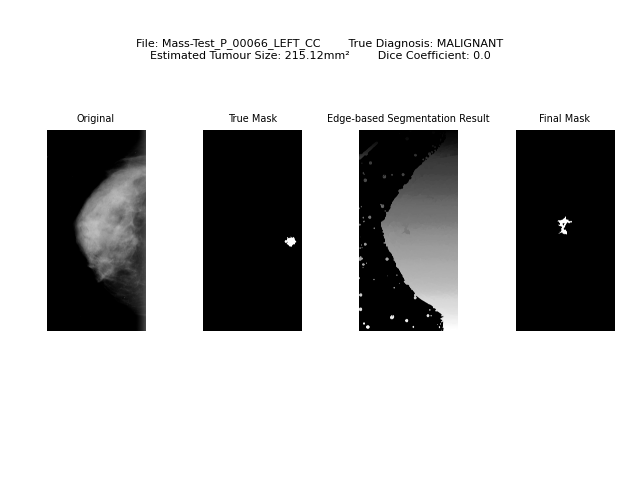 File: Mass-Test_P_00066_LEFT_CC True Diagnosis: MALIGNANT
Estimated Tumour Size: 215.12mm² Dice Coefficient: 0.0
Original True Mask Edge-based Segmentation Result Final Mask